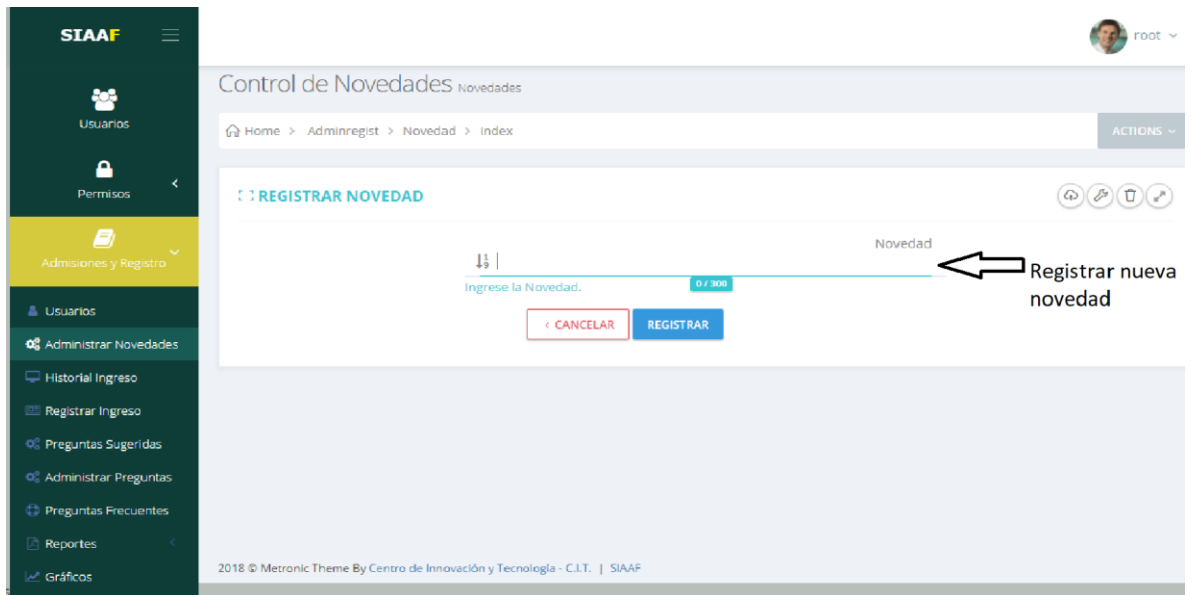 SIAAF
root
Usuarios
Permisos
Admisiones y Registro
Usuarios
Administrar Novedades
Historial Ingreso
Registrar Ingreso
Preguntas Sugeridas
Administrar Preguntas
Preguntas Frecuentes
Reportes
Gráficos
Control de Novedades Novedades
Home > Adminregist > Novedad > Index
ACTIONS
REGISTRAR NOVEDAD
Novedad
Ingrese la Novedad.
0 / 300
< CANCELAR
REGISTRAR
Registrar nueva
novedad
2018 © Metronic Theme By Centro de Innovación y Tecnología - C.I.T. | SIAAF